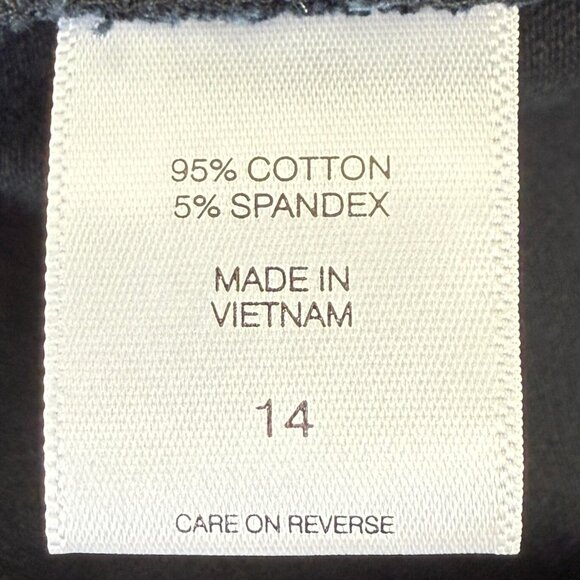 95% COTTON
5% SPANDEX
MADE IN
VIETNAM
14
CARE ON REVERSE